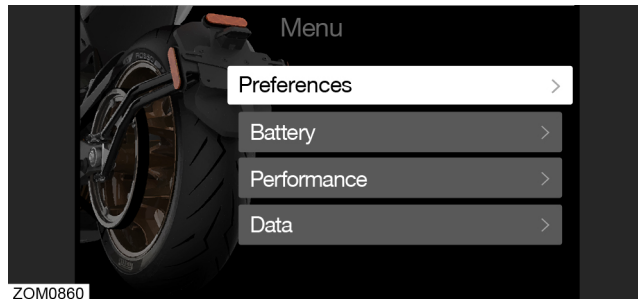 Menu
Preferences
Battery
Performance
Data
ZOM0860